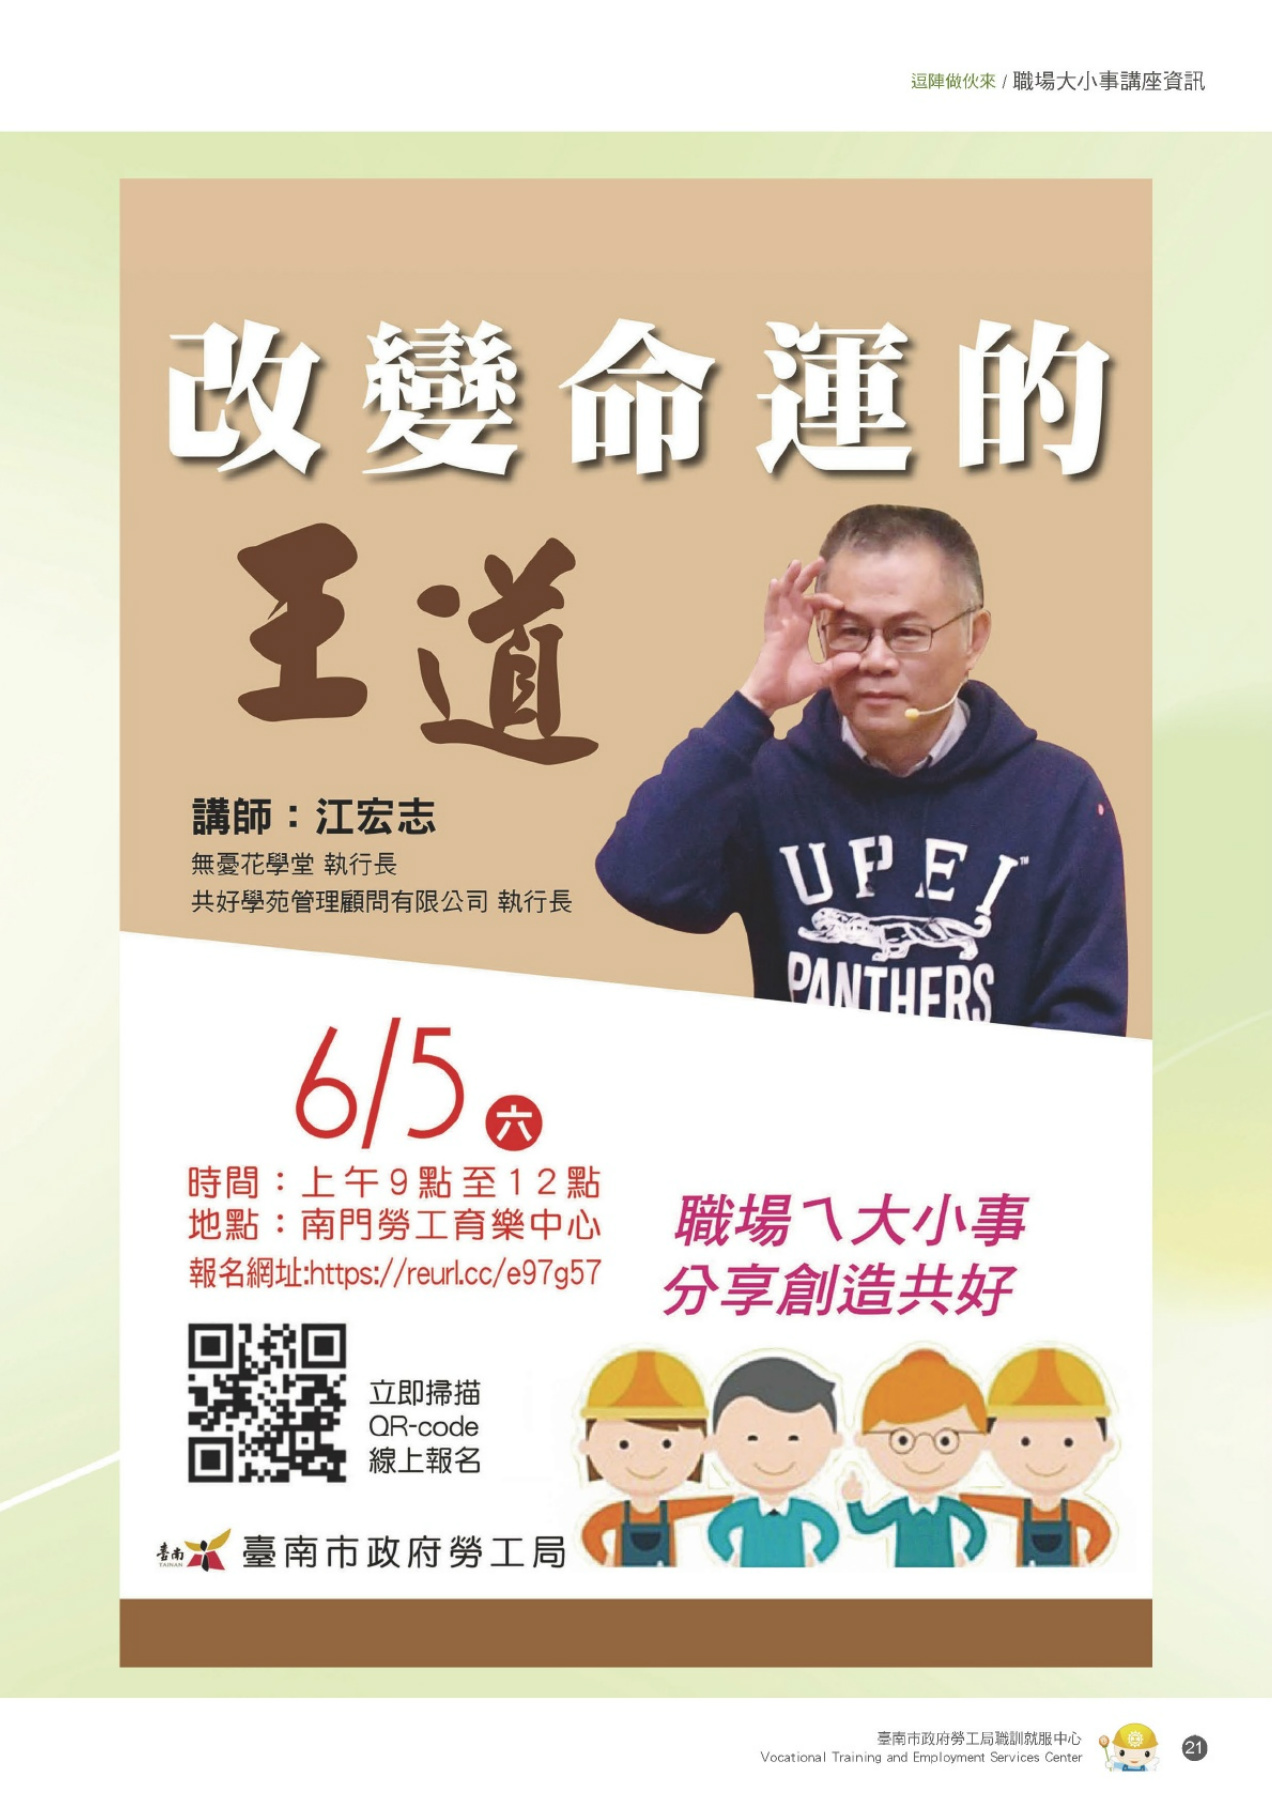 逗陣做伙來 / 職場大小事講座資訊
改變命運的
王道
講師：江宏志
無憂花學堂 執行長
共好學苑管理顧問有限公司 執行長
UPEI™
PANTHERS
6/5 六
時間：上午9點至12點
地點：南門勞工育樂中心
報名網址:https://reurl.cc/e97g57
職場ㄟ大小事
分享創造共好
立即掃描
QR-code
線上報名
臺南 TAINAN 臺南市政府勞工局
臺南市政府勞工局職訓就服中心
Vocational Training and Employment Services Center
21